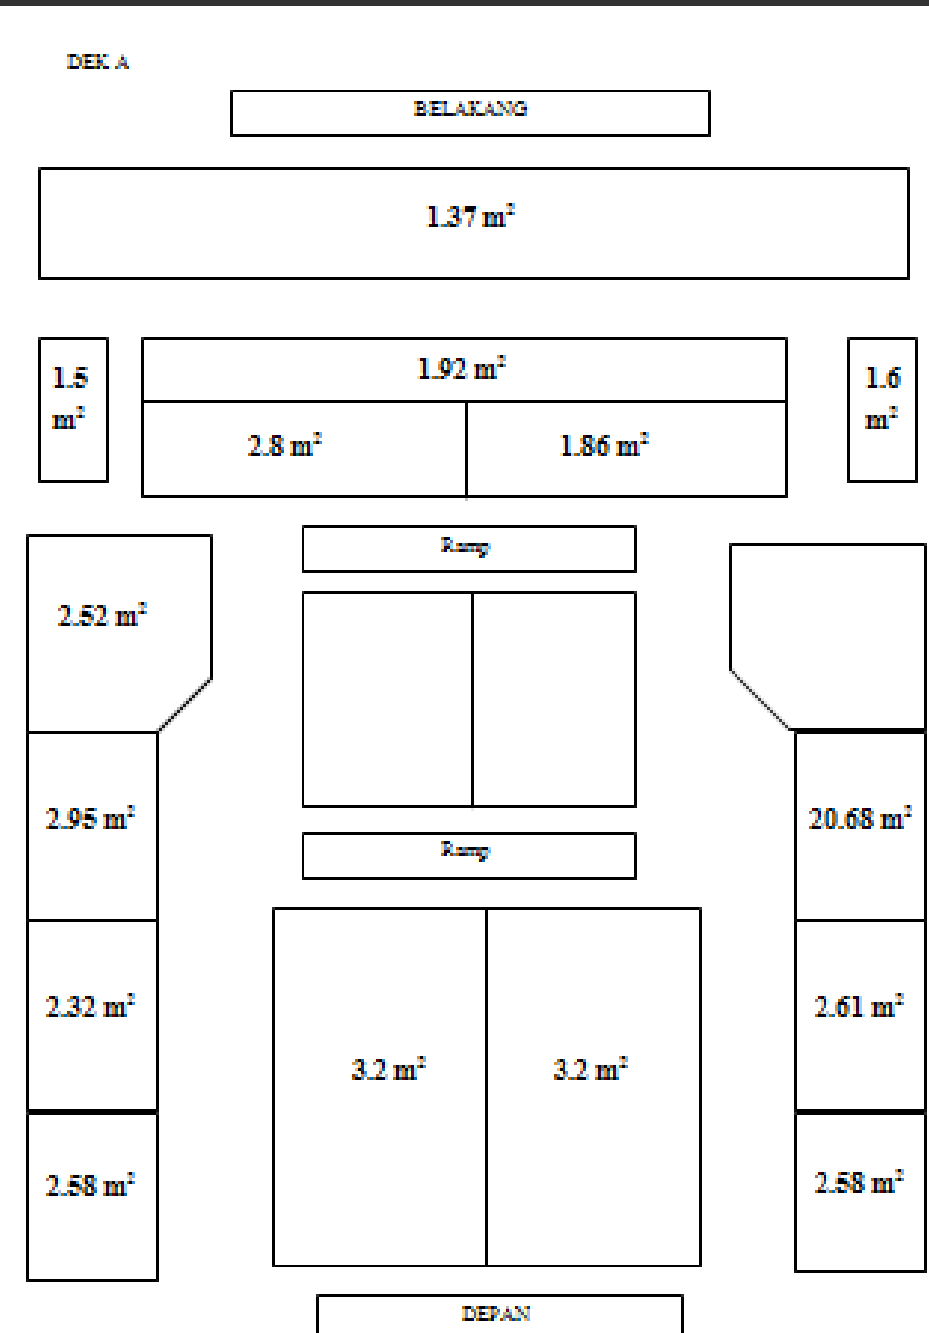 DEK A
BELAKANG
1.37 m²
1.5
m²
1.92 m²
1.6
m²
2.8 m²
1.86 m²
Ramp
2.52 m²
2.95 m²
20.68 m²
Ramp
2.32 m²
2.61 m²
3.2 m²
3.2 m²
2.58 m²
2.58 m²
DEPAN